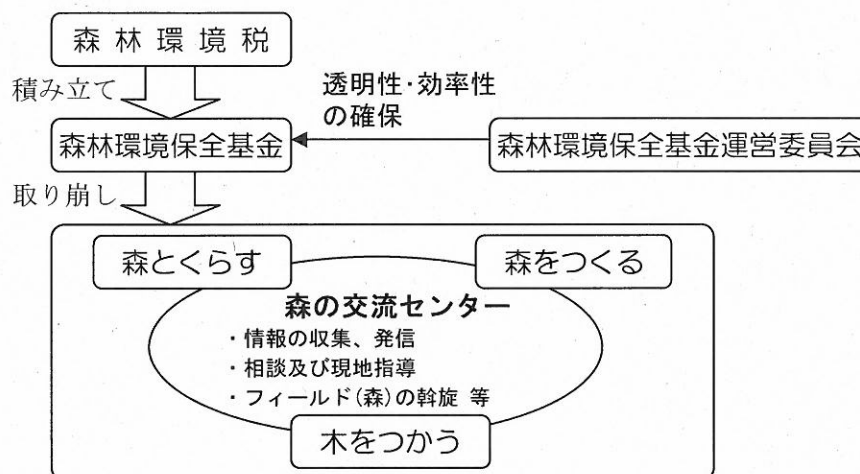 森林環境税
積み立て
透明性・効率性
の確保
森林環境保全基金
森林環境保全基金運営委員会
取り崩し
森とくらす
森をつくる
森の交流センター
・情報の収集、発信
・相談及び現地指導
・フィールド(森)の斡旋 等
木をつかう